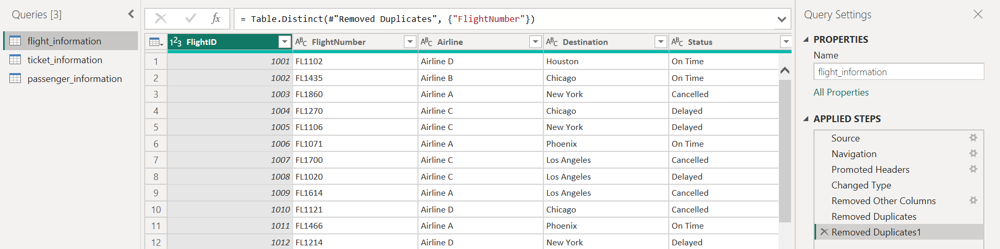 Queries [3]
flight_information
ticket_information
passenger_information
fx = Table.Distinct(#"Removed Duplicates", {"FlightNumber"})
123 FlightID ABC FlightNumber ABC Airline ABC Destination ABC Status
1 1001 FL1102 Airline D Houston On Time
2 1002 FL1435 Airline B Chicago On Time
3 1003 FL1860 Airline A New York Cancelled
4 1004 FL1270 Airline C Chicago Delayed
5 1005 FL1106 Airline C New York Delayed
6 1006 FL1071 Airline A Phoenix On Time
7 1007 FL1700 Airline C Los Angeles Cancelled
8 1008 FL1020 Airline C Los Angeles Delayed
9 1009 FL1614 Airline A Los Angeles Cancelled
10 1010 FL1121 Airline D Chicago Cancelled
11 1011 FL1466 Airline A Phoenix On Time
12 1012 FL1214 Airline D New York Delayed
Query Settings
PROPERTIES
Name
flight_information
All Properties
APPLIED STEPS
Source
Navigation
Promoted Headers
Changed Type
Removed Other Columns
Removed Duplicates
Removed Duplicates1